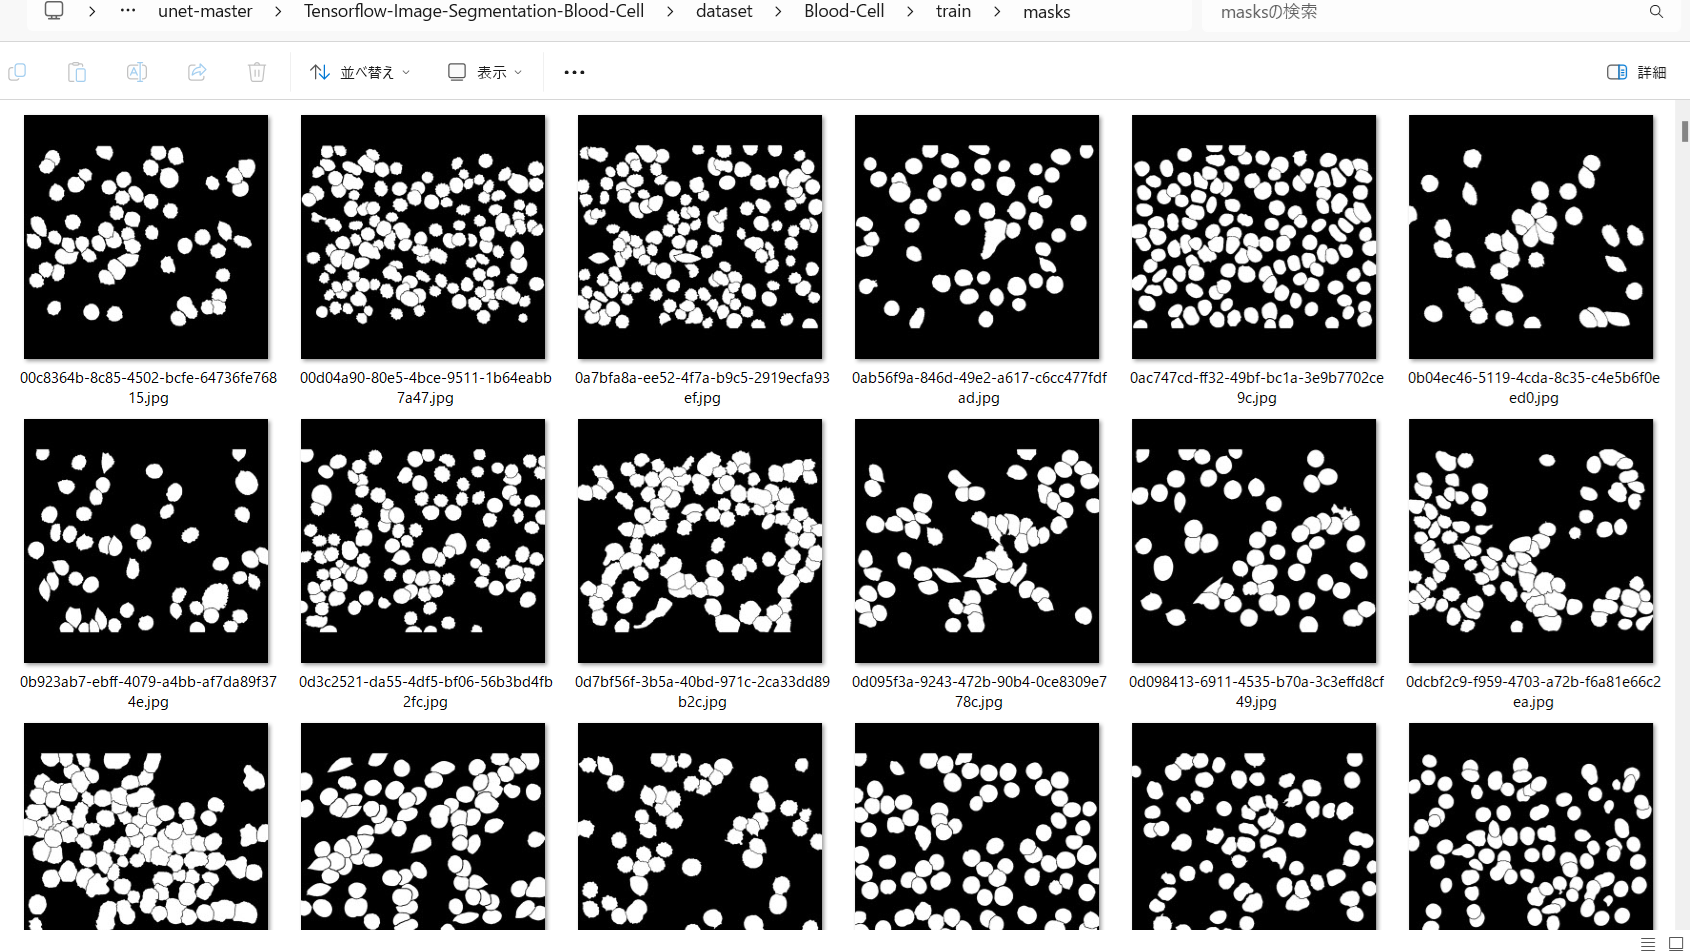 … unet-master > Tensorflow-Image-Segmentation-Blood-Cell > dataset > Blood-Cell > train > masks
masksの検索
並べ替え
表示
詳細
00c8364b-8c85-4502-bcfe-64736fe768
15.jpg
00d04a90-80e5-4bce-9511-1b64eabb
7a47.jpg
0a7bfa8a-ee52-4f7a-b9c5-2919ecfa93
ef.jpg
0ab56f9a-846d-49e2-a617-c6cc477fdf
ad.jpg
0ac747cd-ff32-49bf-bc1a-3e9b7702ce
9c.jpg
0b04ec46-5119-4cda-8c35-c4e5b6f0e
ed0.jpg
0b923ab7-ebff-4079-a4bb-af7da89f37
4e.jpg
0d3c2521-da55-4df5-bf06-56b3bd4fb
2fc.jpg
0d7bf56f-3b5a-40bd-971c-2ca33dd89
b2c.jpg
0d095f3a-9243-472b-90b4-0ce8309e7
78c.jpg
0d098413-6911-4535-b70a-3c3effd8cf
49.jpg
0dcbf2c9-f959-4703-a72b-f6a81e66c2
ea.jpg